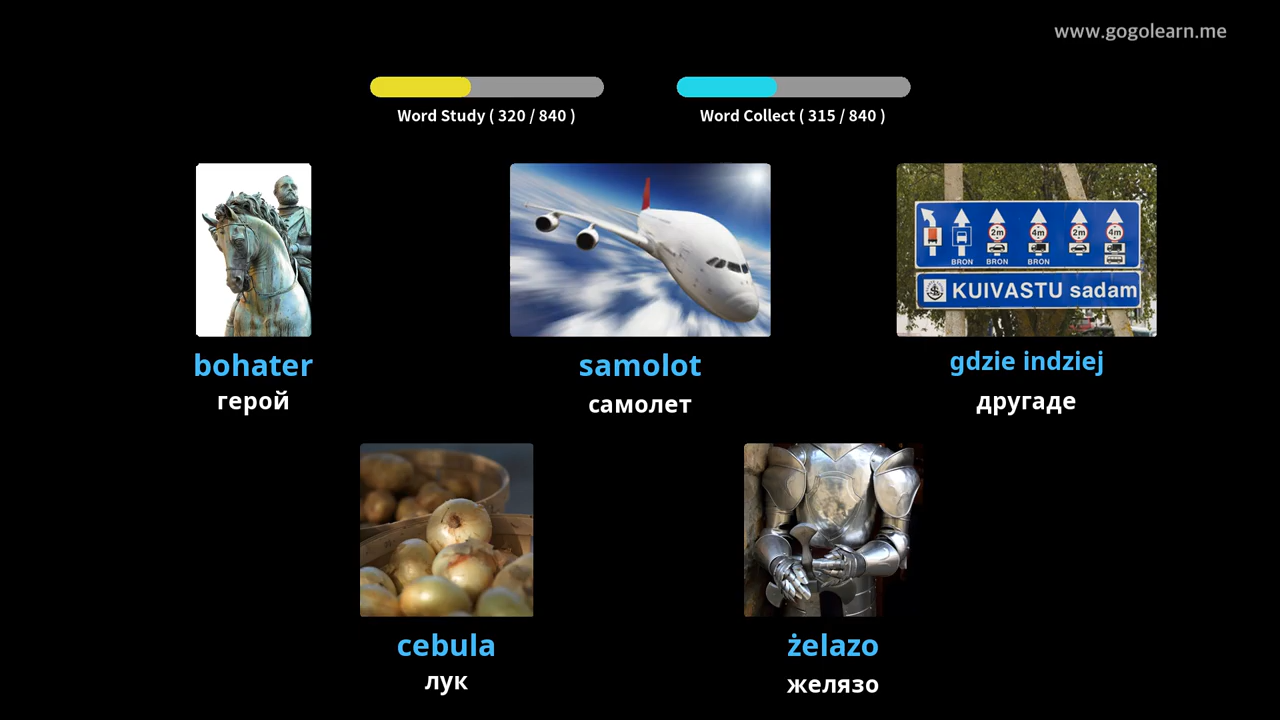 www.gogolearn.me
Word Study ( 320 / 840 )
Word Collect ( 315 / 840 )
BRON
BRON
BRON
2m
4m
2m
4m
KUIVASTU sadam
bohater
герой
samolot
самолет
gdzie indziej
другаде
cebula
лук
żelazo
желязо